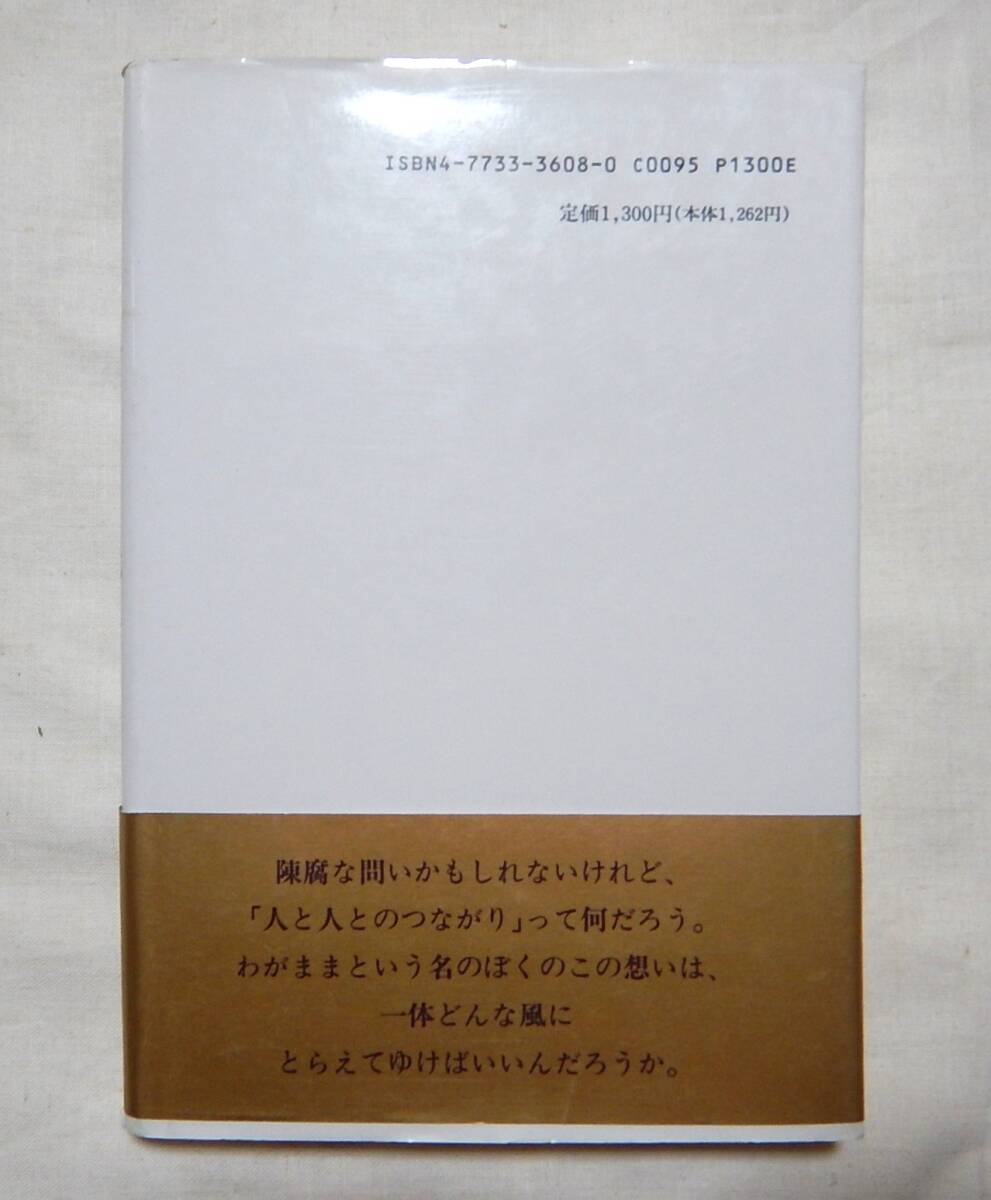 ISBN4-7733-3608-0 C0095 P1300E
定価1,300円(本体1,262円)
陳腐な問いかもしれないけれど、
「人と人とのつながり」って何だろう。
わがままという名のぼくのこの想いは、
一体どんな風に
とらえてゆけばいいんだろうか。